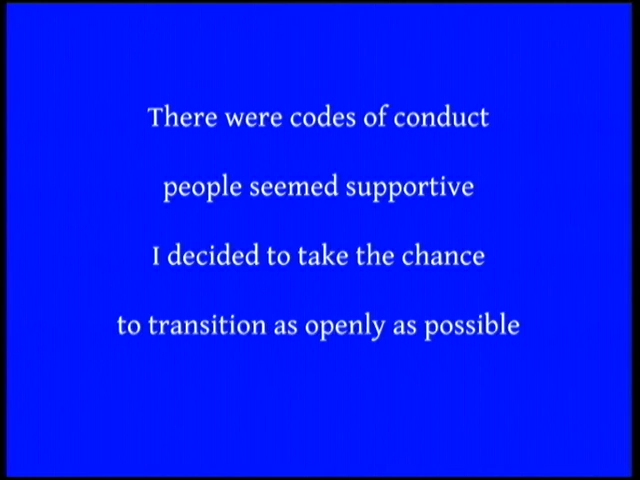 There were codes of conduct
people seemed supportive
I decided to take the chance
to transition as openly as possible